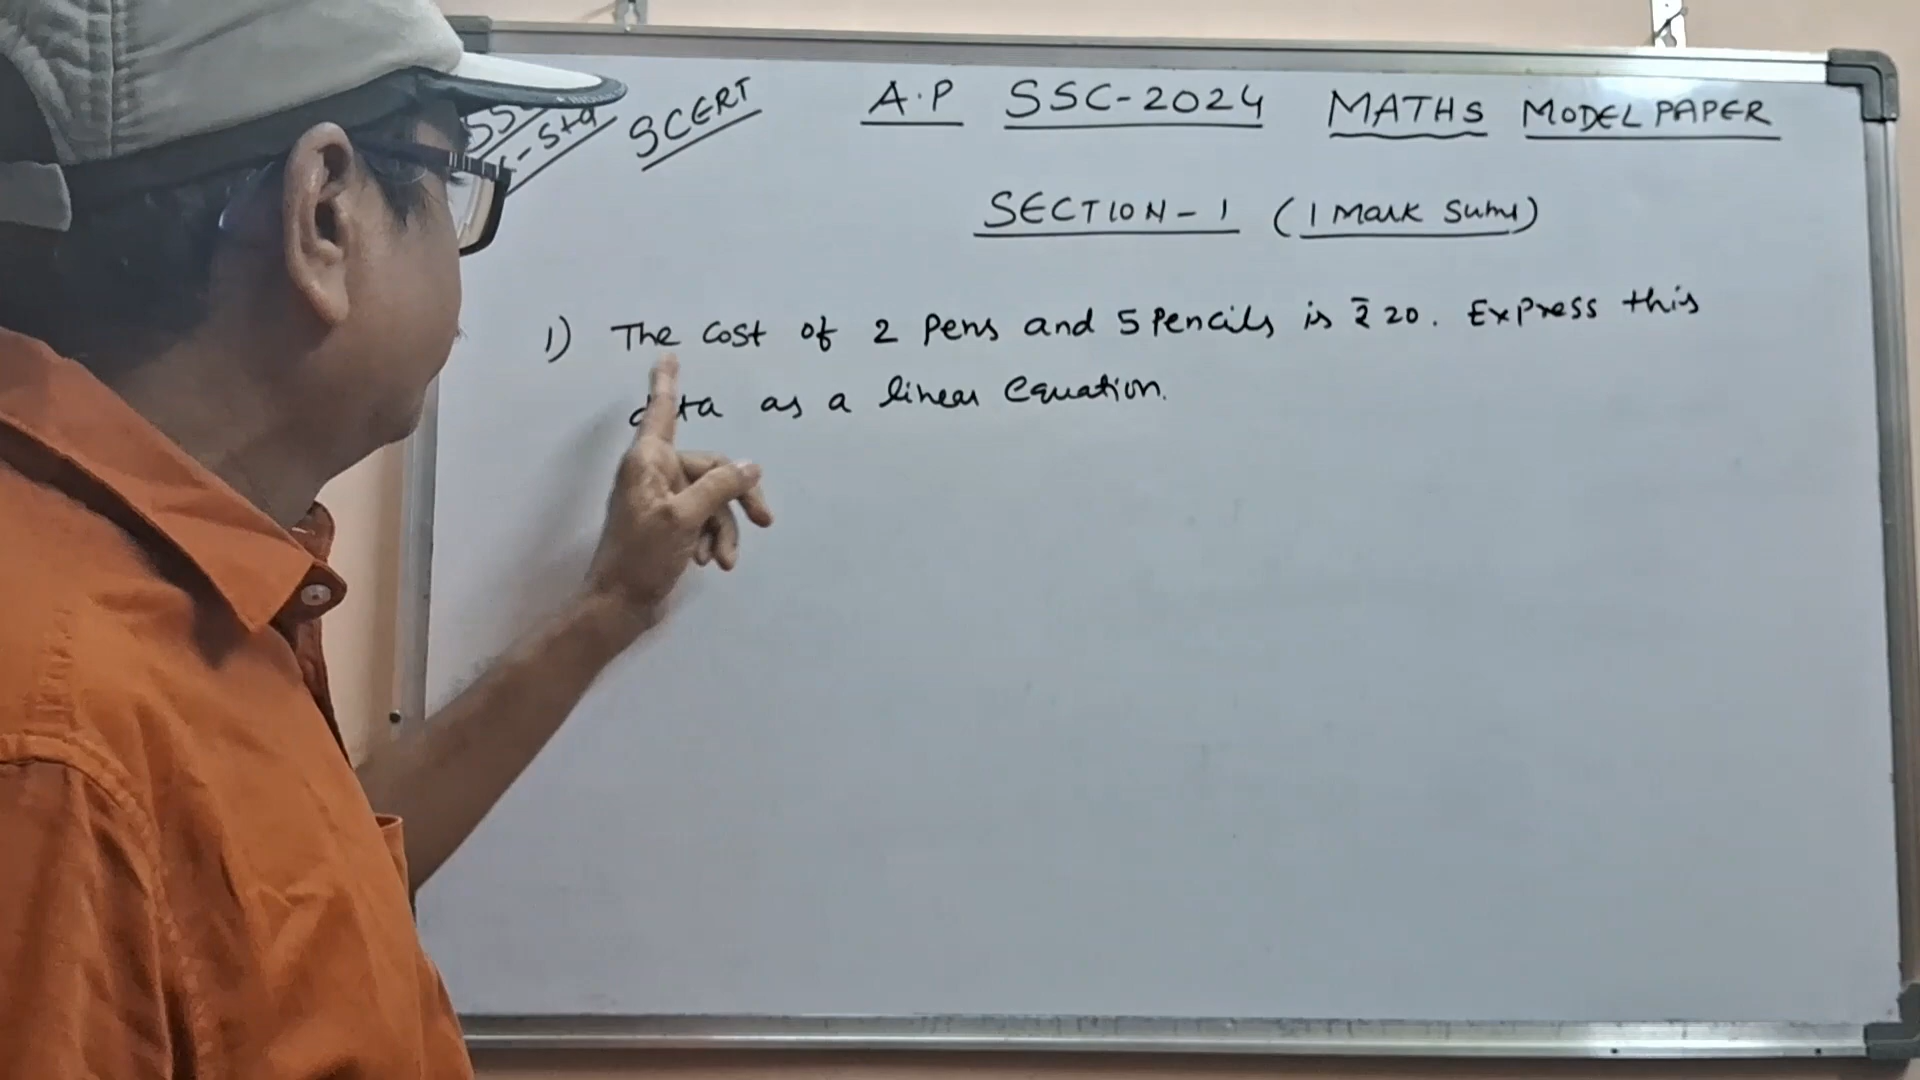 SCERT
A.P SSC-2024 MATHS MODEL PAPER
SECTION-1 (1 Mark Sums)
1) The cost of 2 Pens and 5 Pencils is ₹ 20. Express this
data as a linear equation.